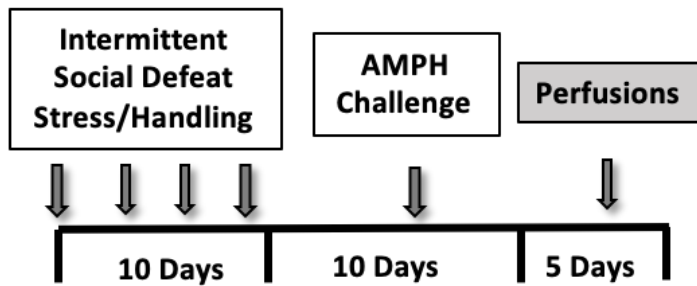 Intermittent
Social Defeat
Stress/Handling
AMPH
Challenge
Perfusions
10 Days
10 Days
5 Days